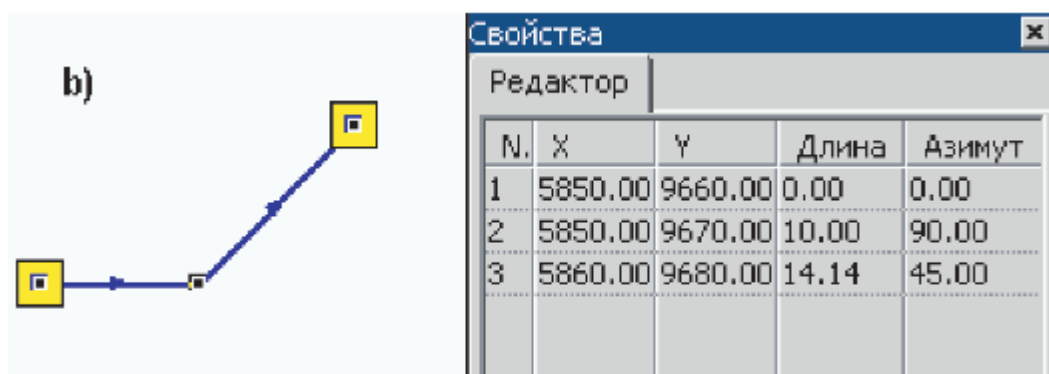 b)
Свойства
Редактор
N. X Y Длина Азимут
1 5850.00 9660.00 0.00 0.00
2 5850.00 9670.00 10.00 90.00
3 5860.00 9680.00 14.14 45.00